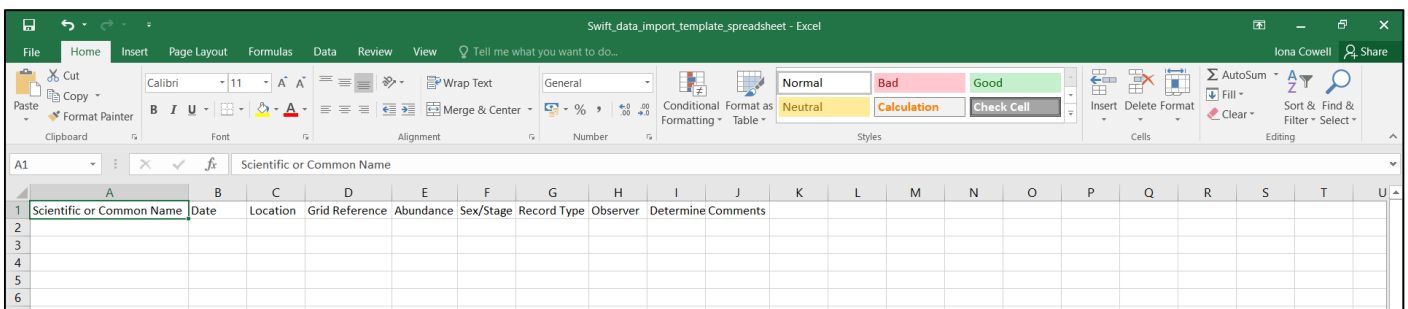 Swift_data_import_template_spreadsheet - Excel
File Home Insert Page Layout Formulas Data Review View Tell me what you want to do... Iona Cowell Share
Cut
Copy
Format Painter
Paste
Clipboard
Calibri 11
B I U
Font
Wrap Text
Merge & Center
Alignment
General
% , .00 .0
Number
Conditional Formatting
Format as Table
Normal Bad Good
Neutral Calculation Check Cell
Styles
Insert Delete Format
Cells
AutoSum
Fill
Clear
Sort & Filter
Find & Select
Editing
A1 fx Scientific or Common Name
A B C D E F G H I J K L M N O P Q R S T U
1 Scientific or Common Name Date Location Grid Reference Abundance Sex/Stage Record Type Observer Determine Comments
2
3
4
5
6